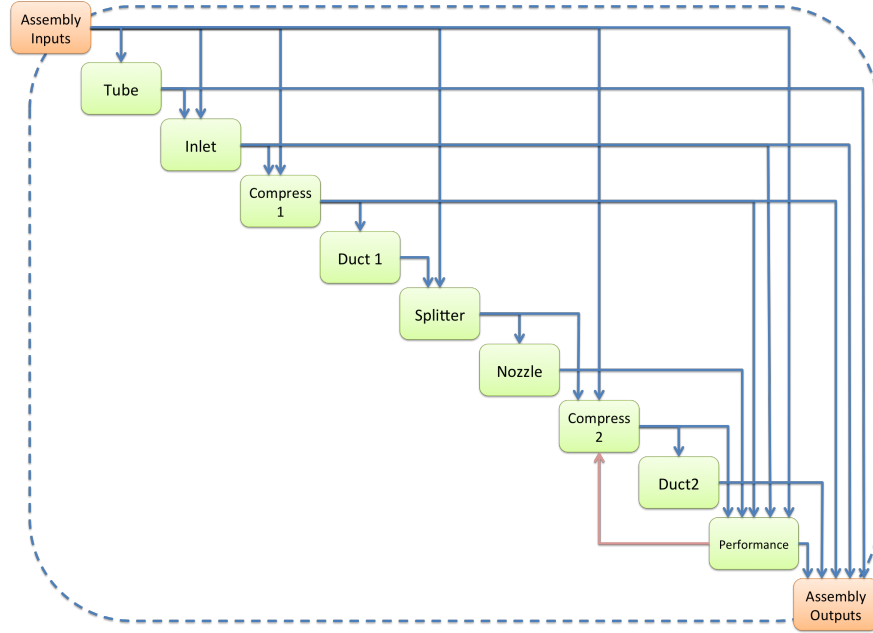 Assembly
Inputs
Tube
Inlet
Compress
1
Duct 1
Splitter
Nozzle
Compress
2
Duct2
Performance
Assembly
Outputs